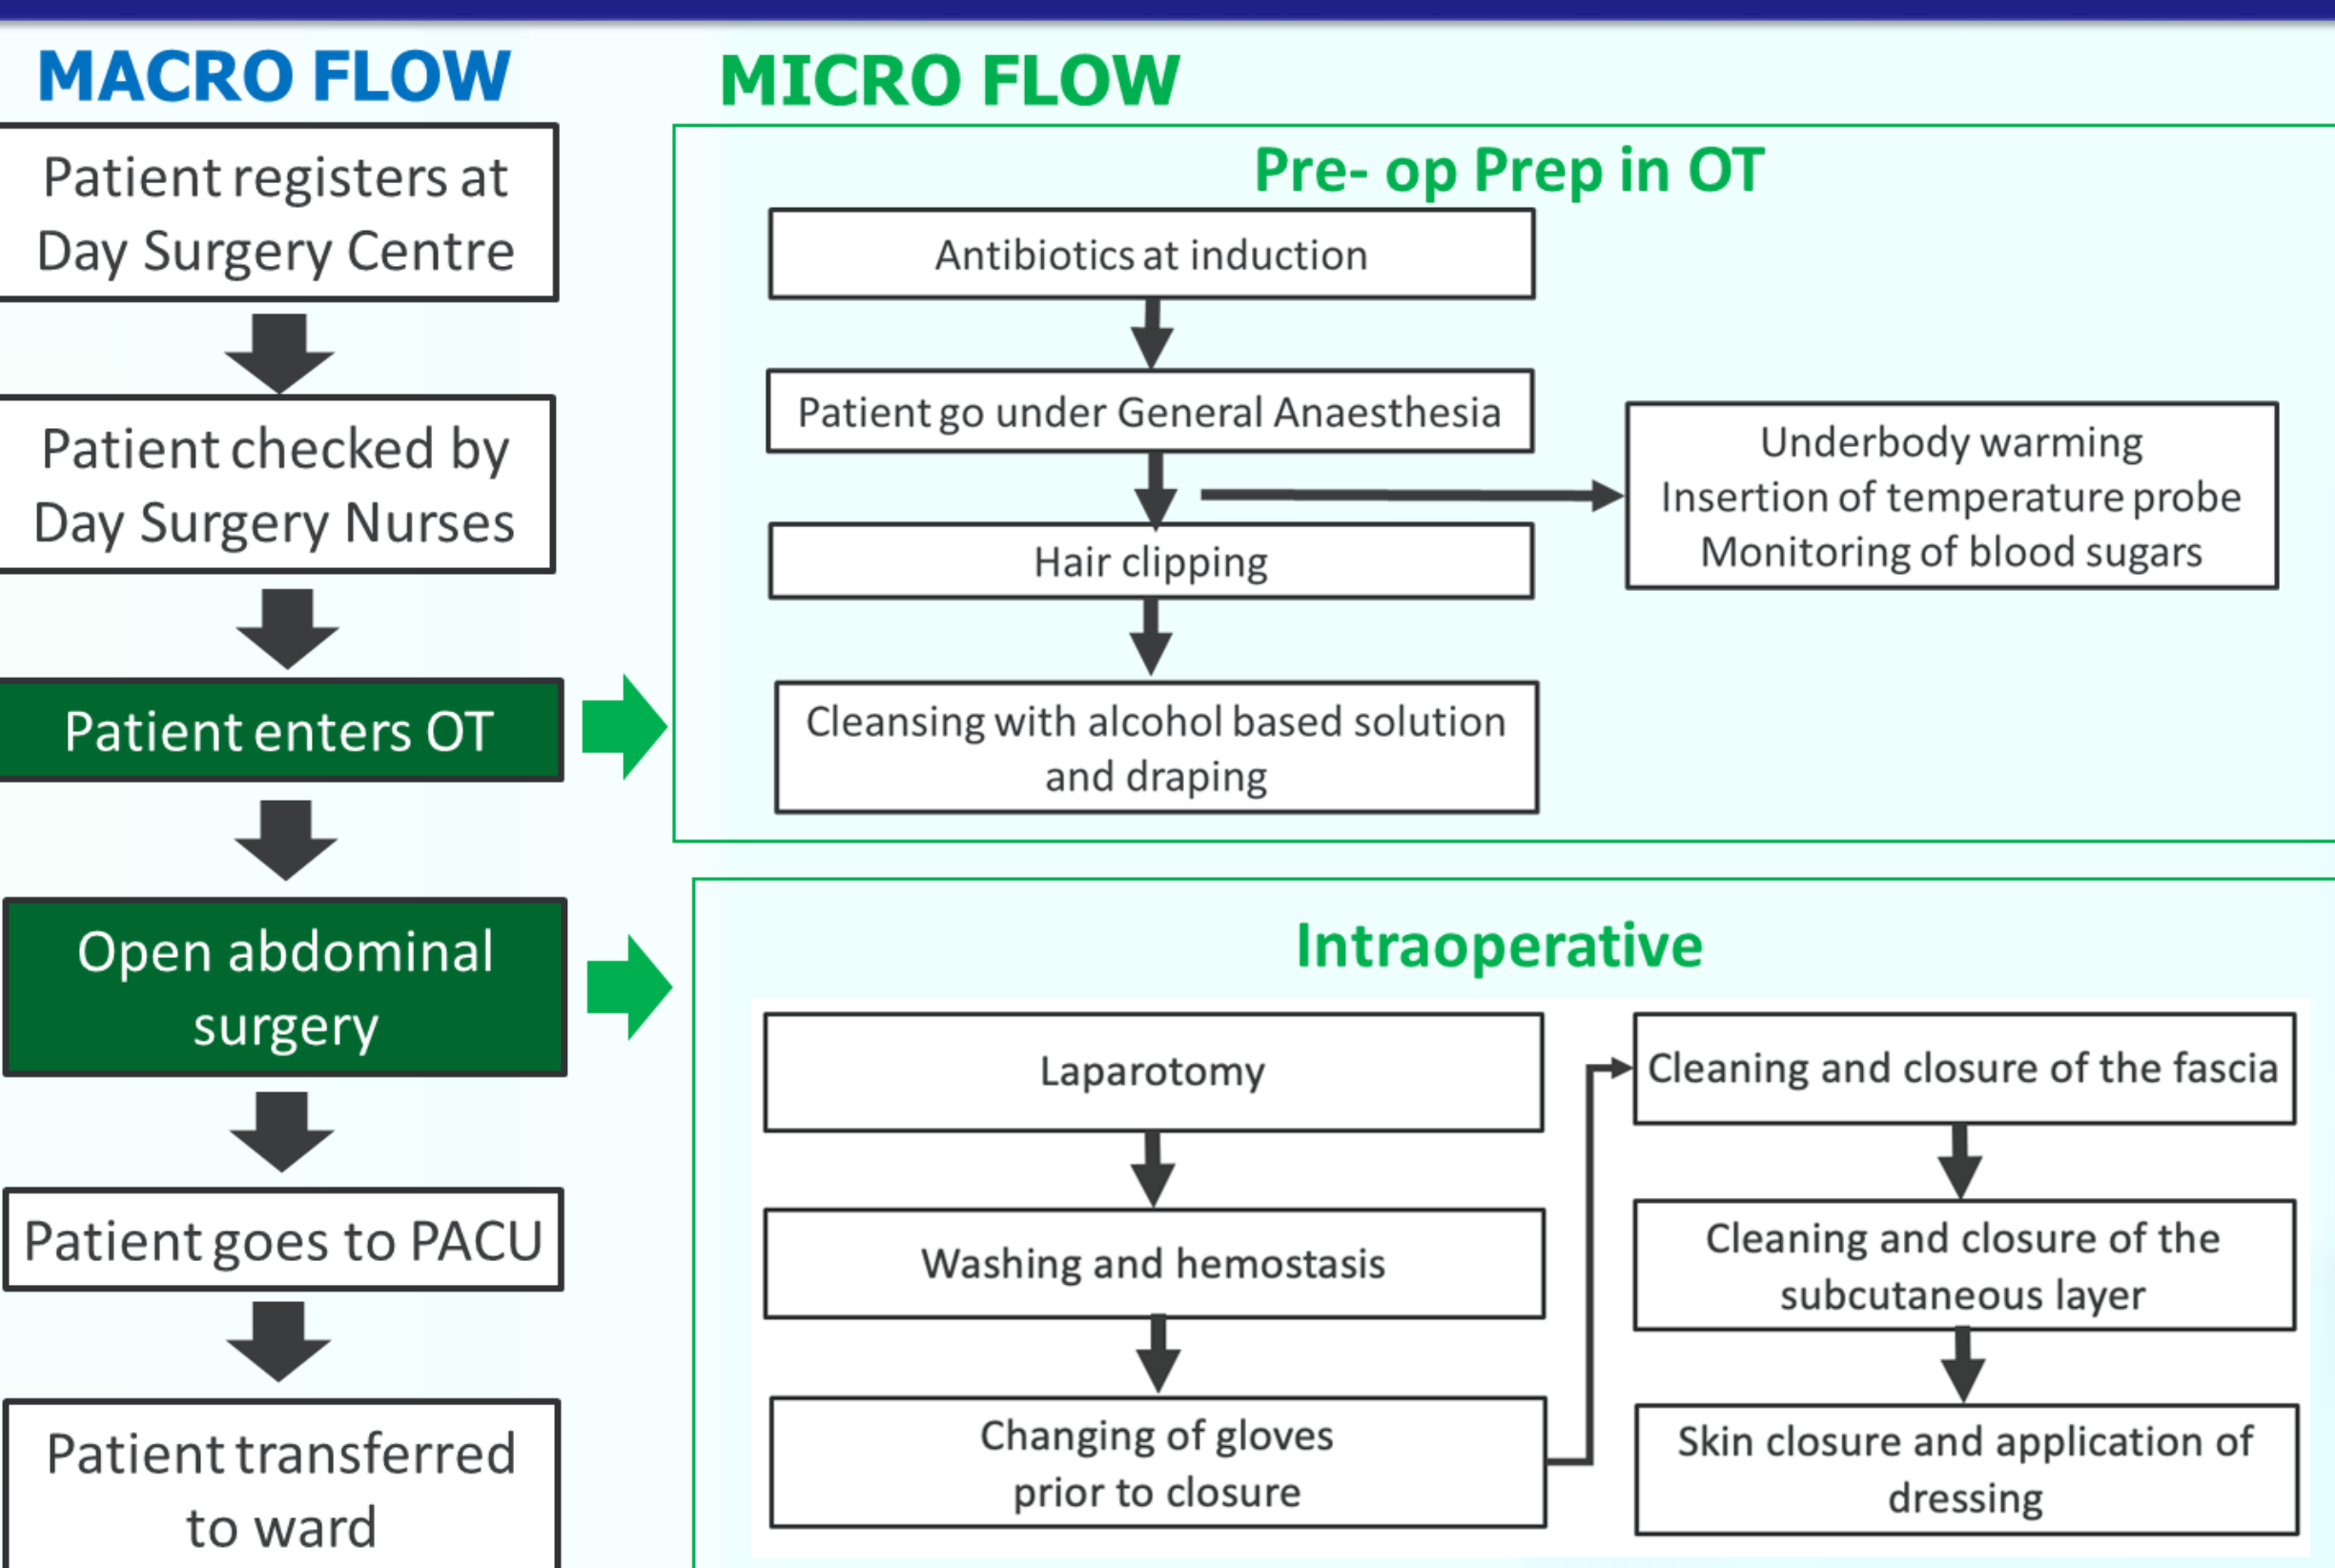 MACRO FLOW
Patient registers at
Day Surgery Centre
Patient checked by
Day Surgery Nurses
Patient enters OT
Open abdominal
surgery
Patient goes to PACU
Patient transferred
to ward
MICRO FLOW
Pre- op Prep in OT
Antibiotics at induction
Patient go under General Anaesthesia
Underbody warming
Insertion of temperature probe
Monitoring of blood sugars
Hair clipping
Cleansing with alcohol based solution
and draping
Intraoperative
Laparotomy
Washing and hemostasis
Changing of gloves
prior to closure
Cleaning and closure of the fascia
Cleaning and closure of the
subcutaneous layer
Skin closure and application of
dressing